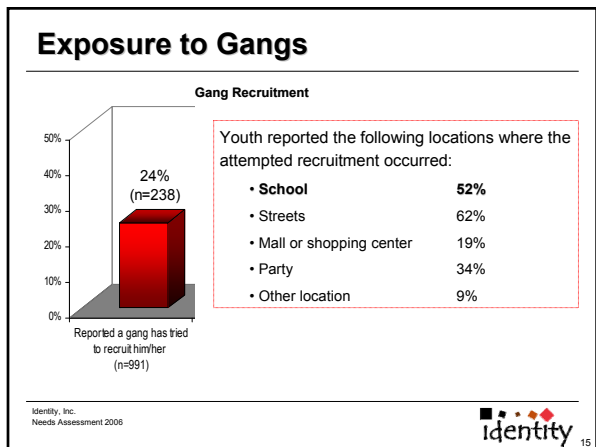 Exposure to Gangs
Gang Recruitment
50%
40%
30%
20%
10%
0%
24%
(n=238)
Reported a gang has tried
to recruit him/her
(n=991)
Youth reported the following locations where the
attempted recruitment occurred:
• School 52%
• Streets 62%
• Mall or shopping center 19%
• Party 34%
• Other location 9%
Identity, Inc.
Needs Assessment 2006
identity
15